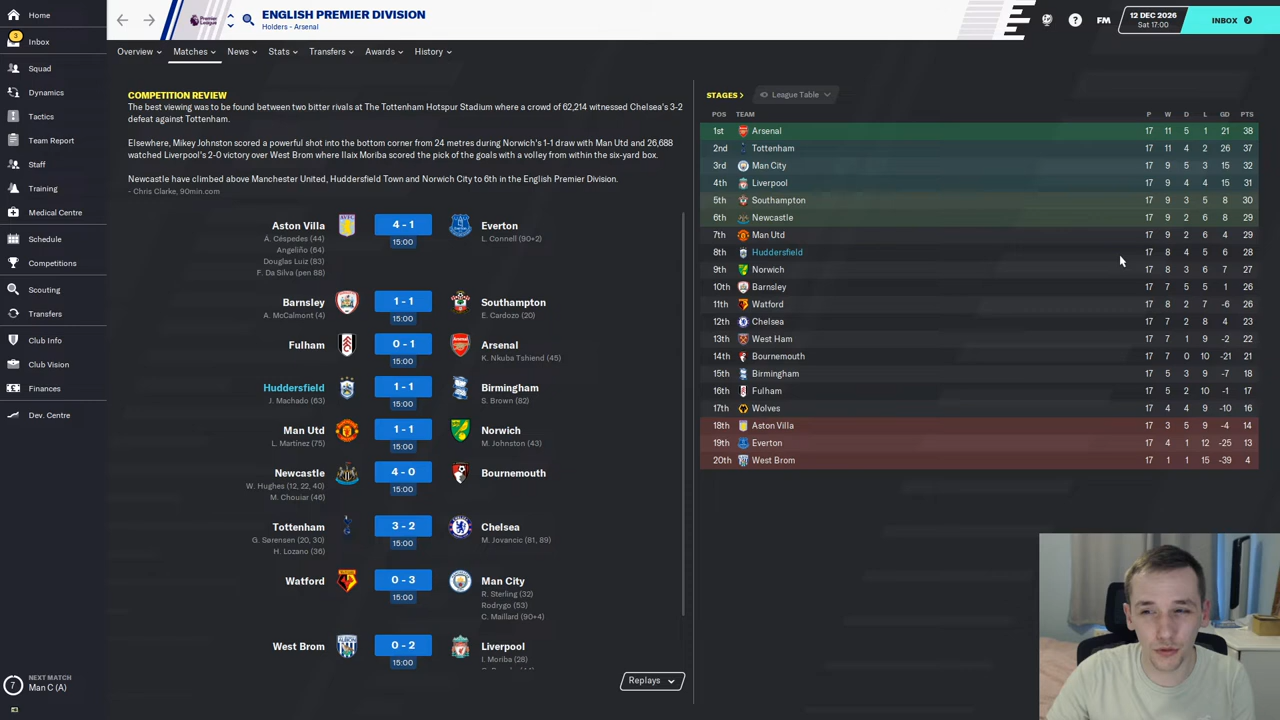 Home
ENGLISH PREMIER DIVISION
Holders - Arsenal
FM
12 DEC 2026
Sat 17:00
INBOX
3
Inbox
Overview
Matches
News
Stats
Transfers
Awards
History
Squad
Dynamics
Tactics
Team Report
Staff
Training
Medical Centre
Schedule
Competitions
Scouting
Transfers
Club Info
Club Vision
Finances
Dev. Centre
7
NEXT MATCH
Man C (A)
COMPETITION REVIEW
The best viewing was to be found between two bitter rivals at The Tottenham Hotspur Stadium where a crowd of 62,214 witnessed Chelsea's 3-2
defeat against Tottenham.
Elsewhere, Mikey Johnston scored a powerful shot into the bottom corner from 24 metres during Norwich's 1-1 draw with Man Utd and 26,688
watched Liverpool's 2-0 victory over West Brom where Ilaix Moriba scored the pick of the goals with a volley from within the six-yard box.
Newcastle have climbed above Manchester United, Huddersfield Town and Norwich City to 6th in the English Premier Division.
- Chris Clarke, 90min.com
Aston Villa 4 - 1 Everton
A. Céspedes (44) 15:00 L. Connell (90+2)
Angeliño (64)
Douglas Luiz (83)
F. Da Silva (pen 88)
Barnsley 1 - 1 Southampton
A. McCalmont (4) 15:00 E. Cardozo (20)
Fulham 0 - 1 Arsenal
15:00 K. Nkuba Tshiend (45)
Huddersfield 1 - 1 Birmingham
J. Machado (63) 15:00 S. Brown (82)
Man Utd 1 - 1 Norwich
L. Martínez (75) 15:00 M. Johnston (43)
Newcastle 4 - 0 Bournemouth
W. Hughes (12, 22, 40) 15:00
M. Chouiar (46)
Tottenham 3 - 2 Chelsea
G. Sørensen (20, 30) 15:00 M. Jovancic (81, 89)
H. Lozano (36)
Watford 0 - 3 Man City
15:00 R. Sterling (32)
Rodrygo (53)
C. Maillard (90+4)
West Brom 0 - 2 Liverpool
15:00 I. Moriba (28)
Replays
STAGES > League Table
POS TEAM P W D L GD PTS
1st Arsenal 17 11 5 1 21 38
2nd Tottenham 17 11 4 2 26 37
3rd Man City 17 9 5 3 15 32
4th Liverpool 17 9 4 4 15 31
5th Southampton 17 9 3 5 8 30
6th Newcastle 17 9 2 6 8 29
7th Man Utd 17 9 2 6 4 29
8th Huddersfield 17 8 4 5 6 28
9th Norwich 17 8 3 6 7 27
10th Barnsley 17 7 5 5 1 26
11th Watford 17 8 2 7 -6 26
12th Chelsea 17 7 2 8 4 23
13th West Ham 17 7 1 9 -2 22
14th Bournemouth 17 7 0 10 -21 21
15th Birmingham 17 5 3 9 -7 18
16th Fulham 17 5 2 10 -1 17
17th Wolves 17 4 4 9 -10 16
18th Aston Villa 17 3 5 9 -4 14
19th Everton 17 4 1 12 -25 13
20th West Brom 17 1 1 15 -39 4